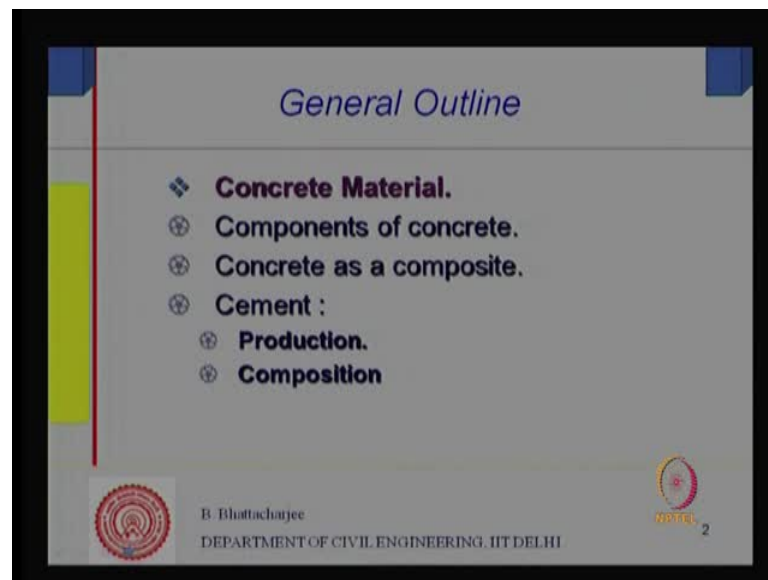 General Outline
Concrete Material.
Components of concrete.
Concrete as a composite.
Cement :
Production.
Composition
B. Bhattacharjee
DEPARTMENT OF CIVIL ENGINEERING, IIT DELHI
NPTEL
2